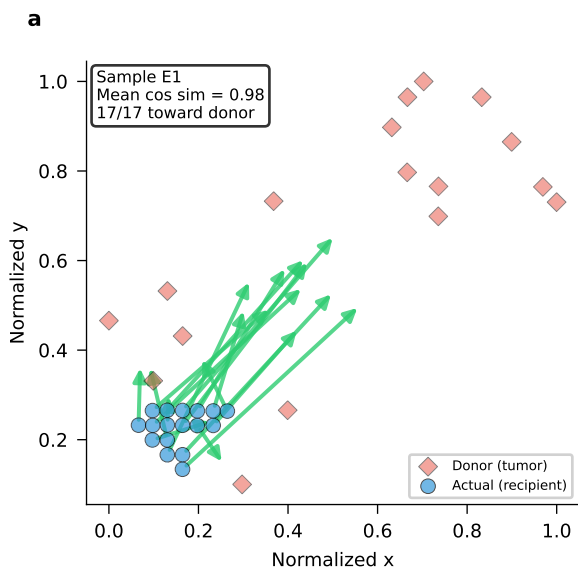 a
Sample E1
Mean cos sim = 0.98
17/17 toward donor
1.0
0.8
0.6
0.4
0.2
Normalized y
0.0 0.2 0.4 0.6 0.8 1.0
Normalized x
Donor (tumor)
Actual (recipient)